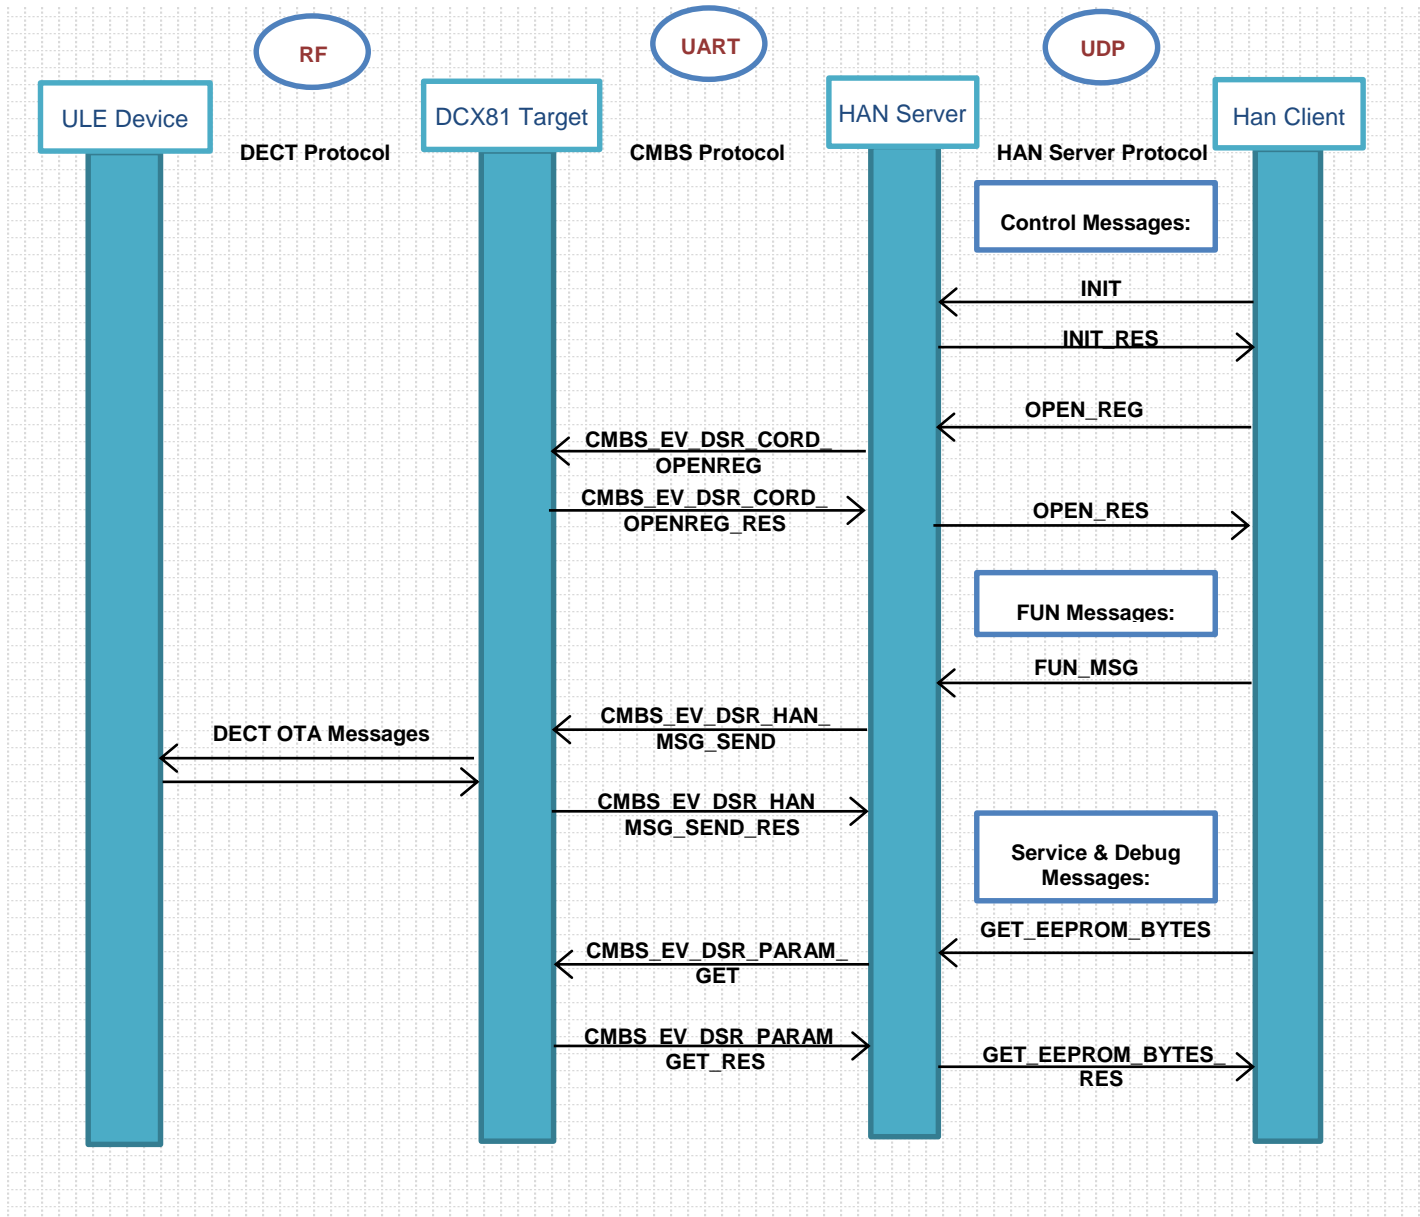 RF
UART
UDP
ULE Device
DCX81 Target
HAN Server
Han Client
DECT Protocol
CMBS Protocol
HAN Server Protocol
Control Messages:
INIT
INIT_RES
OPEN_REG
CMBS_EV_DSR_CORD_
OPENREG
CMBS_EV_DSR_CORD_
OPENREG_RES
OPEN_RES
FUN Messages:
FUN_MSG
CMBS_EV_DSR_HAN_
MSG_SEND
DECT OTA Messages
CMBS_EV_DSR_HAN
MSG_SEND_RES
Service & Debug
Messages:
GET_EEPROM_BYTES
CMBS_EV_DSR_PARAM_
GET
CMBS_EV_DSR_PARAM
GET_RES
GET_EEPROM_BYTES_
RES